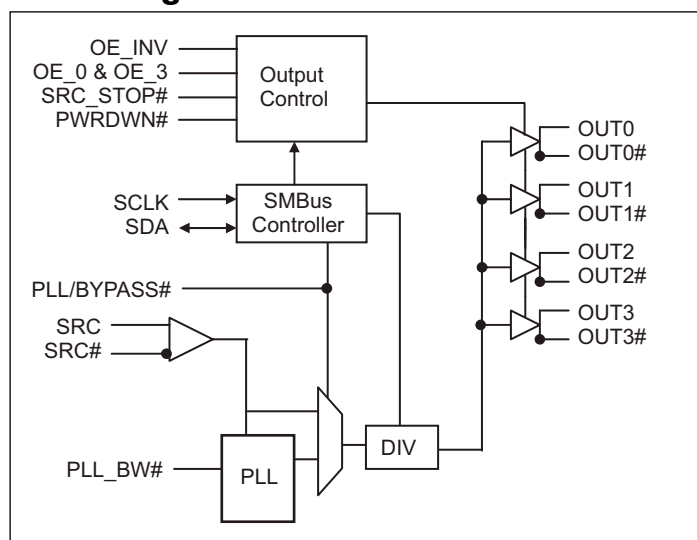 OE_INV
OE_0 & OE_3
SRC_STOP#
PWRDWN#
Output
Control
SCLK
SDA
SMBus
Controller
PLL/BYPASS#
SRC
SRC#
PLL_BW#
PLL
DIV
OUT0
OUT0#
OUT1
OUT1#
OUT2
OUT2#
OUT3
OUT3#